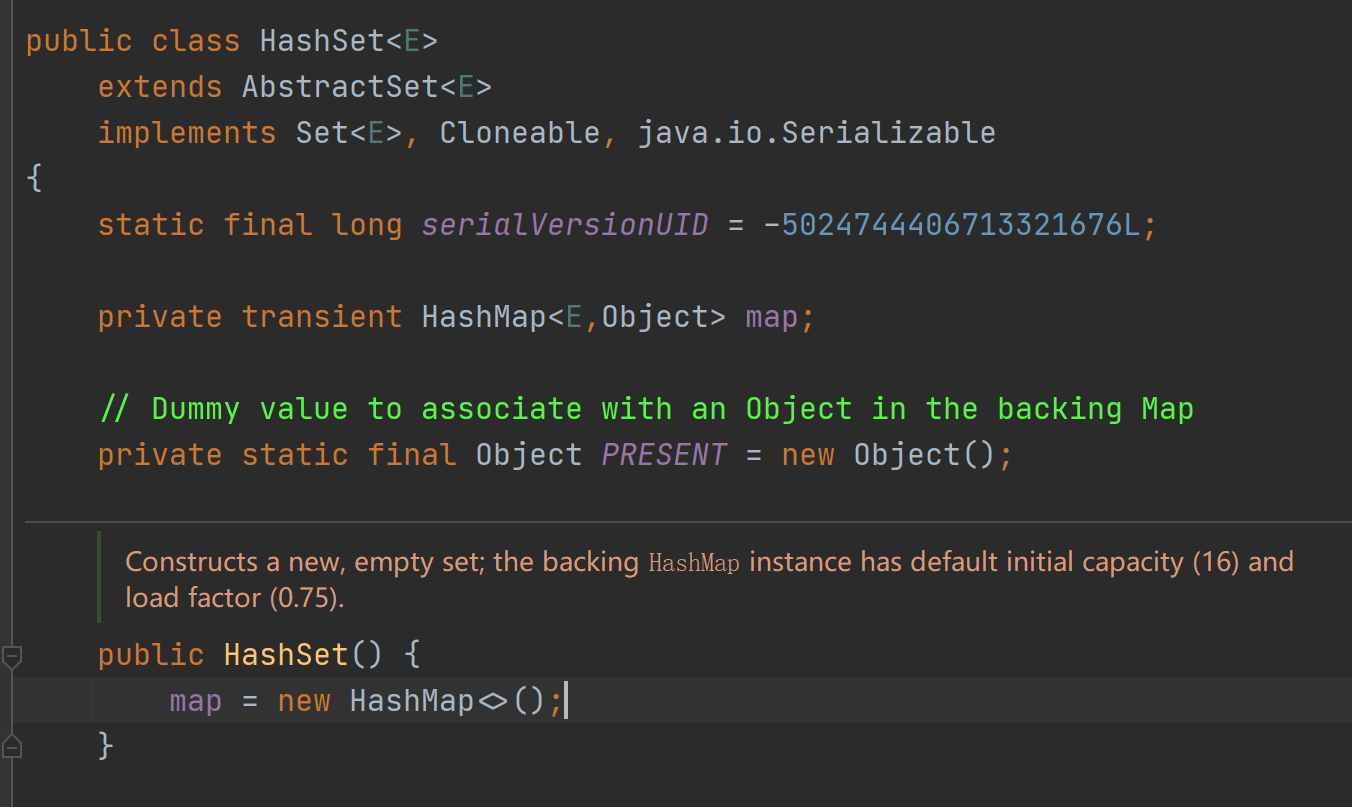 public class HashSet<E>
extends AbstractSet<E>
implements Set<E>, Cloneable, java.io.Serializable
{
static final long serialVersionUID = -5024744406713321676L;
private transient HashMap<E,Object> map;
// Dummy value to associate with an Object in the backing Map
private static final Object PRESENT = new Object();
Constructs a new, empty set; the backing HashMap instance has default initial capacity (16) and
load factor (0.75).
public HashSet() {
map = new HashMap<>();
}